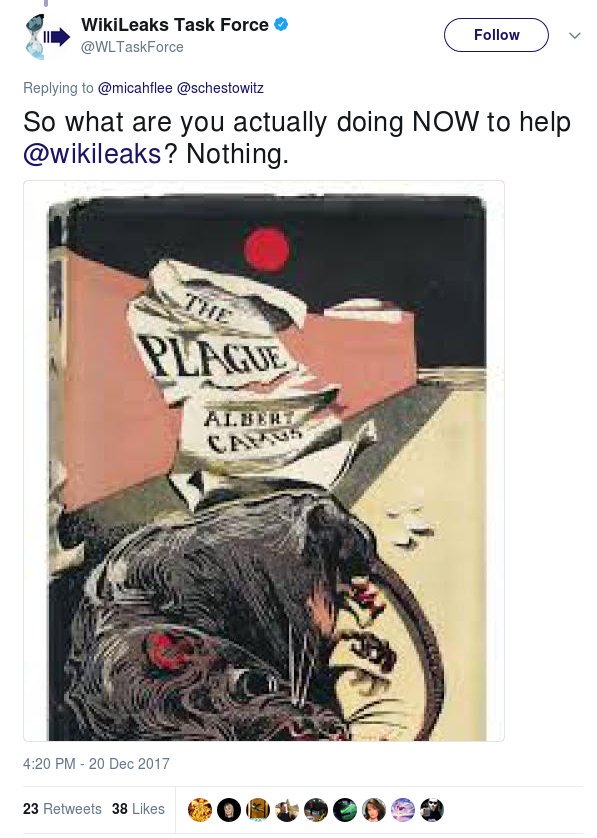 WikiLeaks Task Force
@WLTaskForce
Follow
Replying to @micahflee @schestowitz
So what are you actually doing NOW to help
@wikileaks? Nothing.
THE
PLAGUE
ALBERT
CAMUS
4:20 PM - 20 Dec 2017
23 Retweets 38 Likes